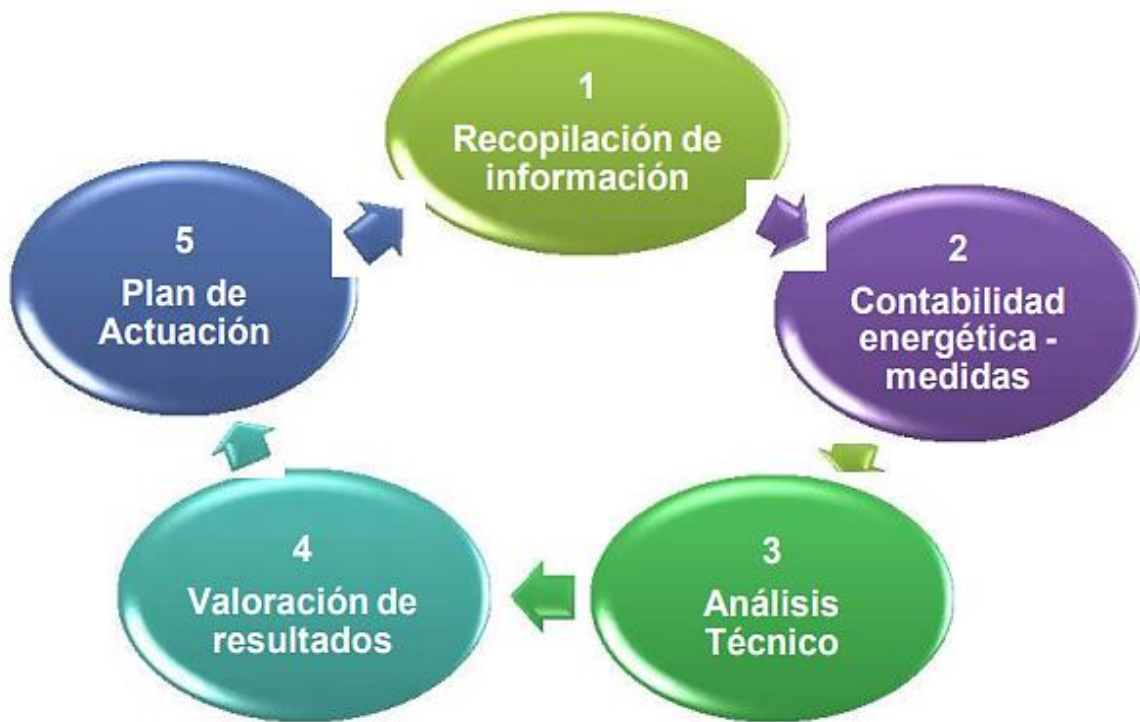 1
Recopilación de
información
2
Contabilidad
energética -
medidas
3
Análisis
Técnico
4
Valoración de
resultados
5
Plan de
Actuación